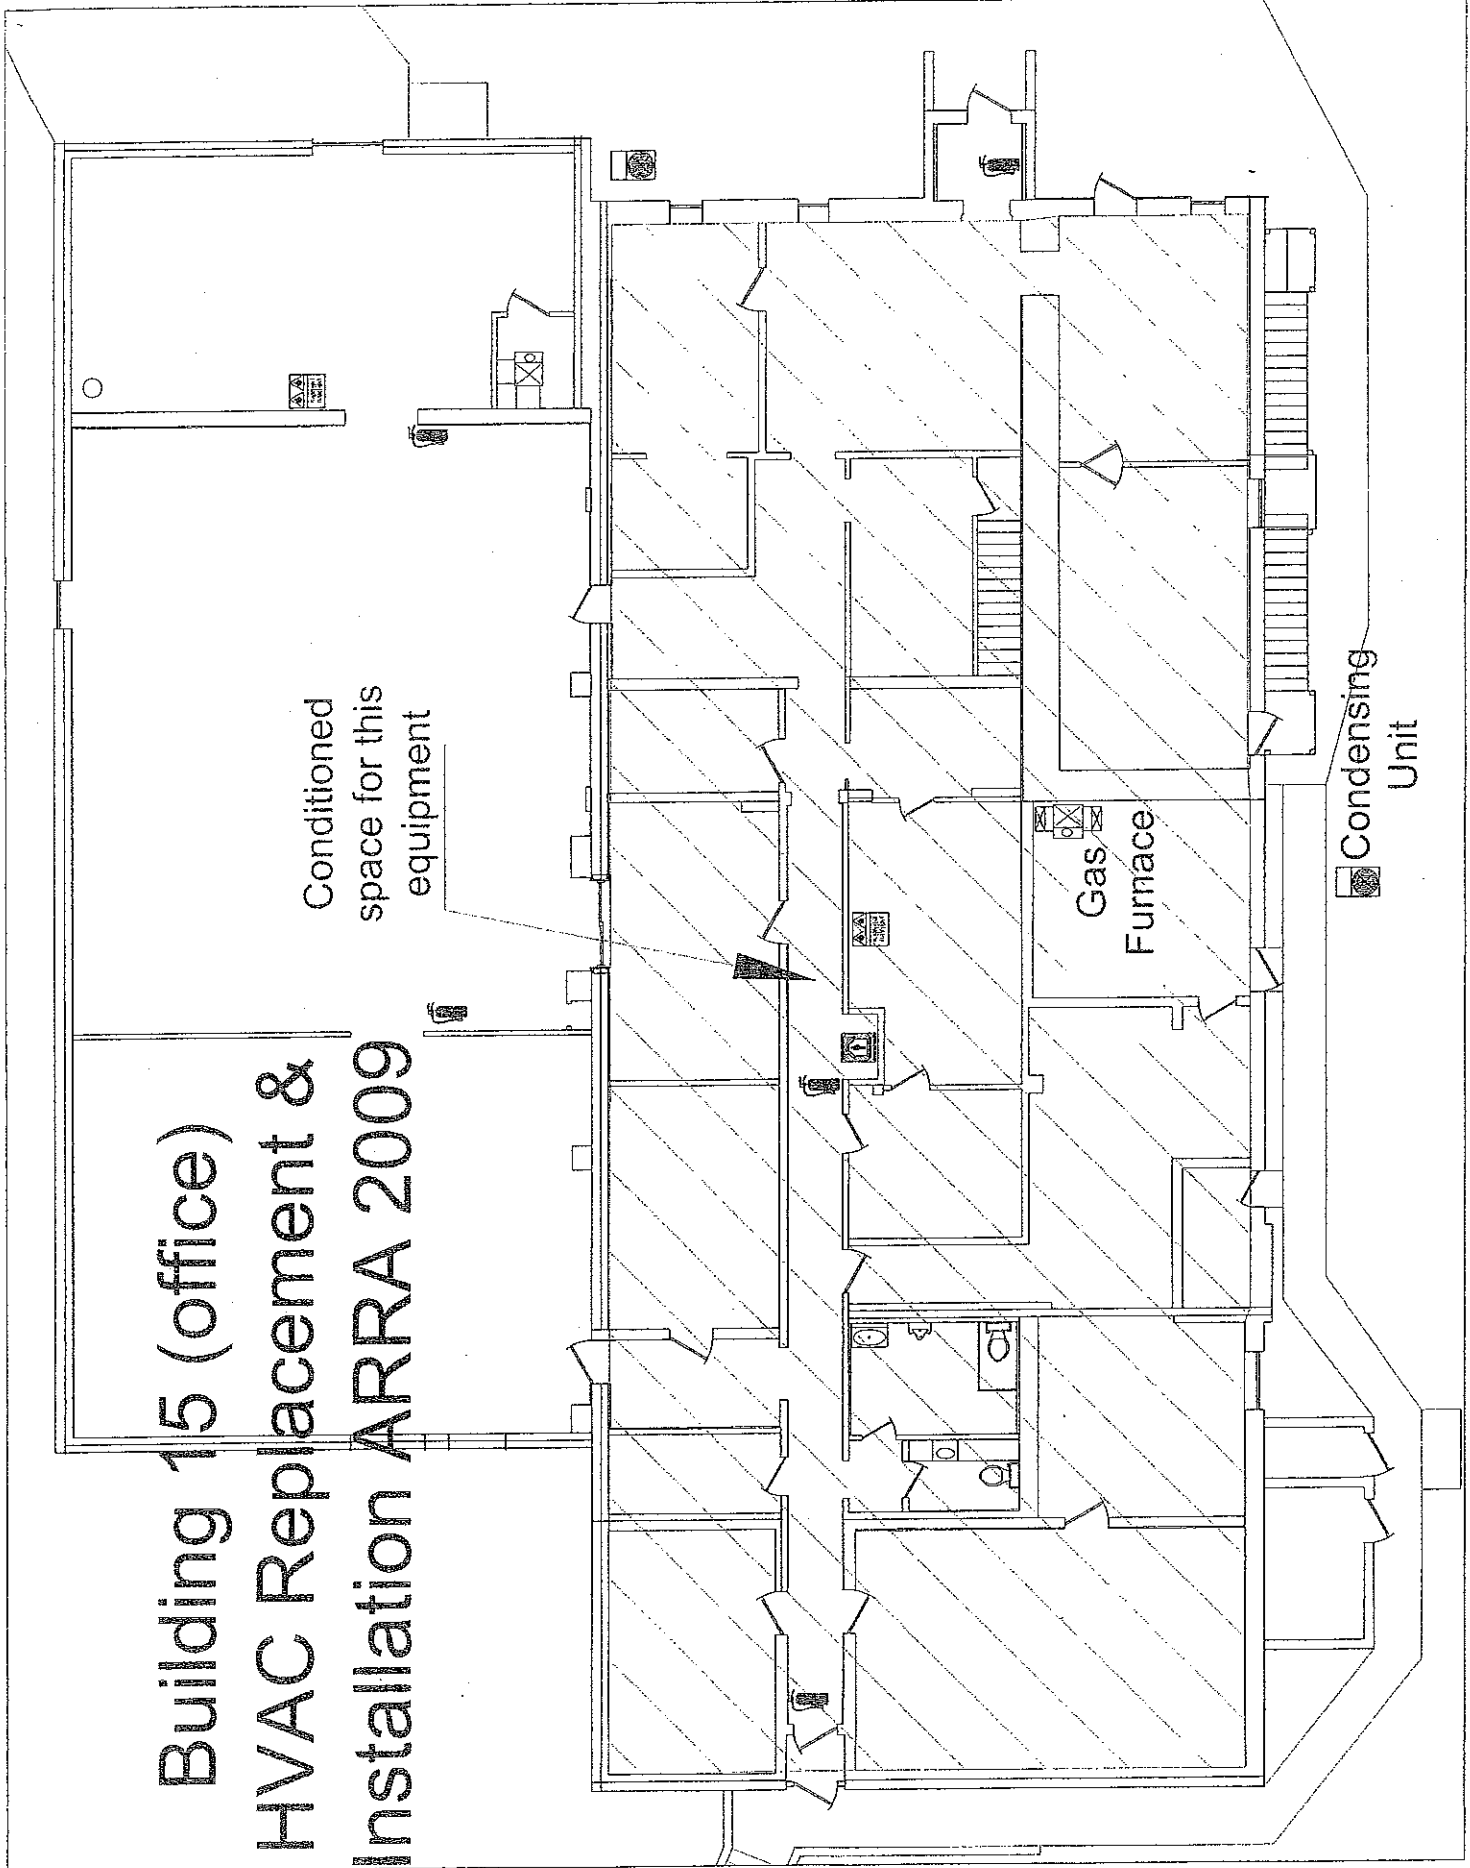 Building 15 (office)
HVAC Replacement &
Installation ARRA 2009
Conditioned
space for this
equipment
Gas
Furnace
Condensing
Unit